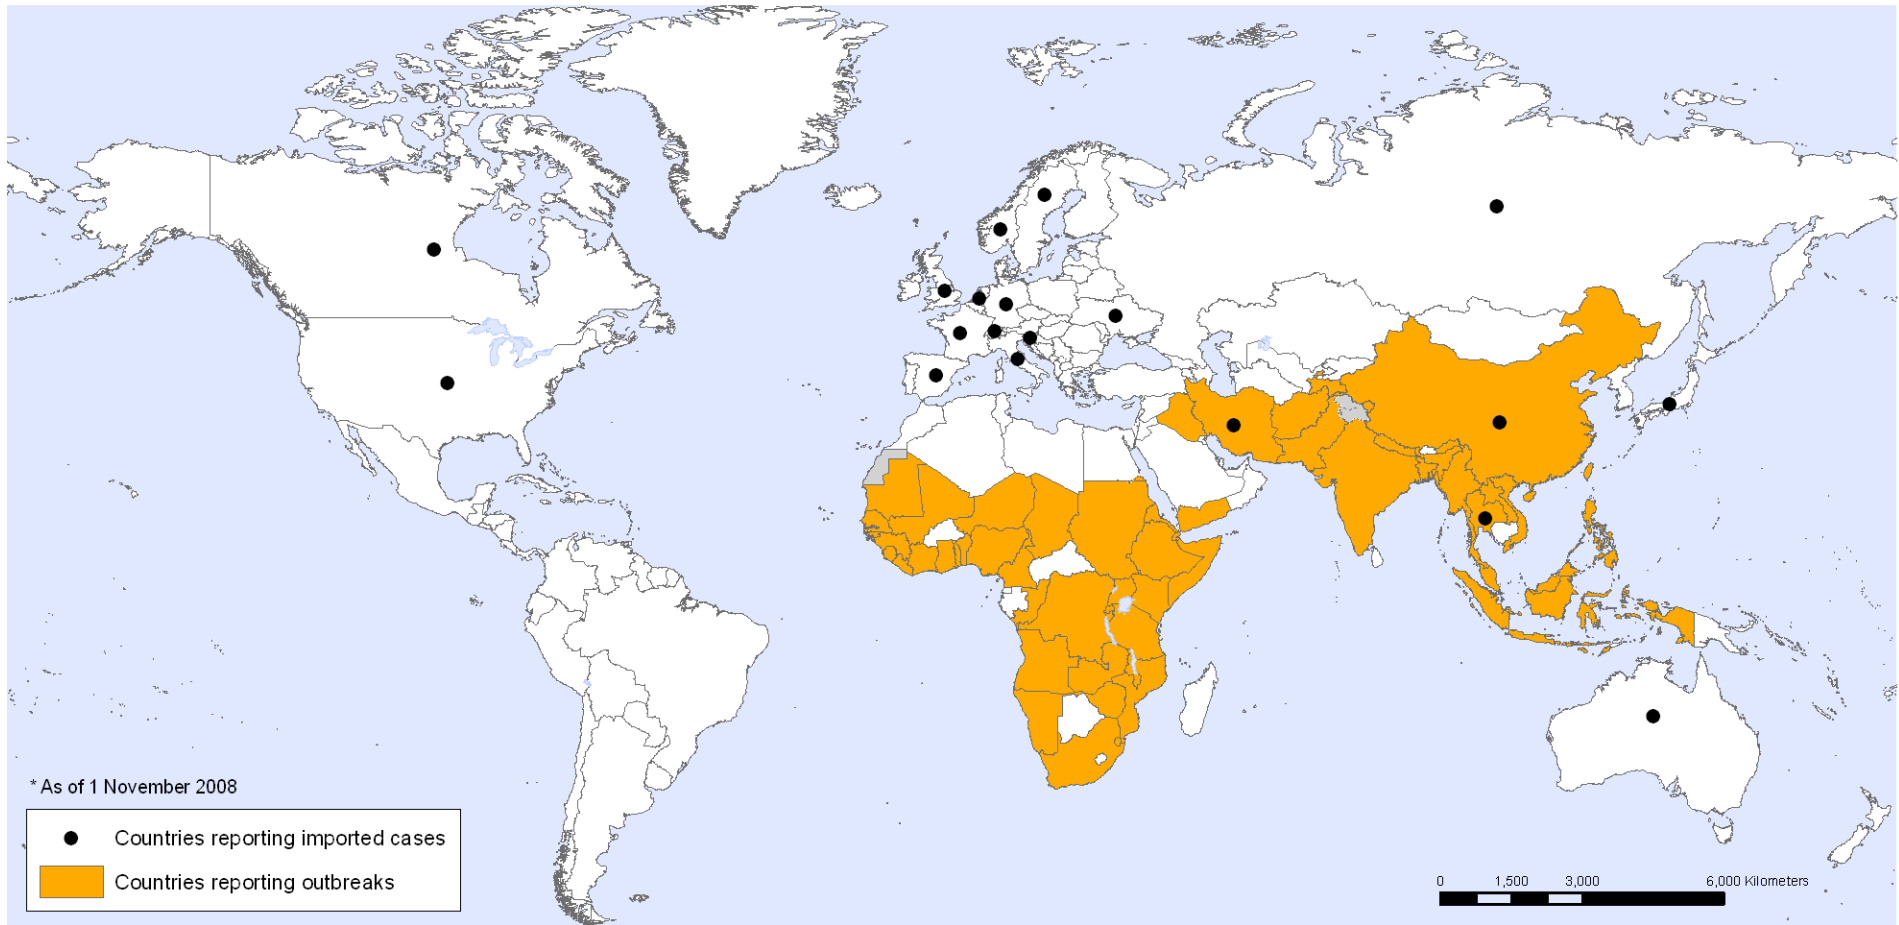 * As of 1 November 2008
Countries reporting imported cases
Countries reporting outbreaks
0 1,500 3,000 6,000 Kilometers